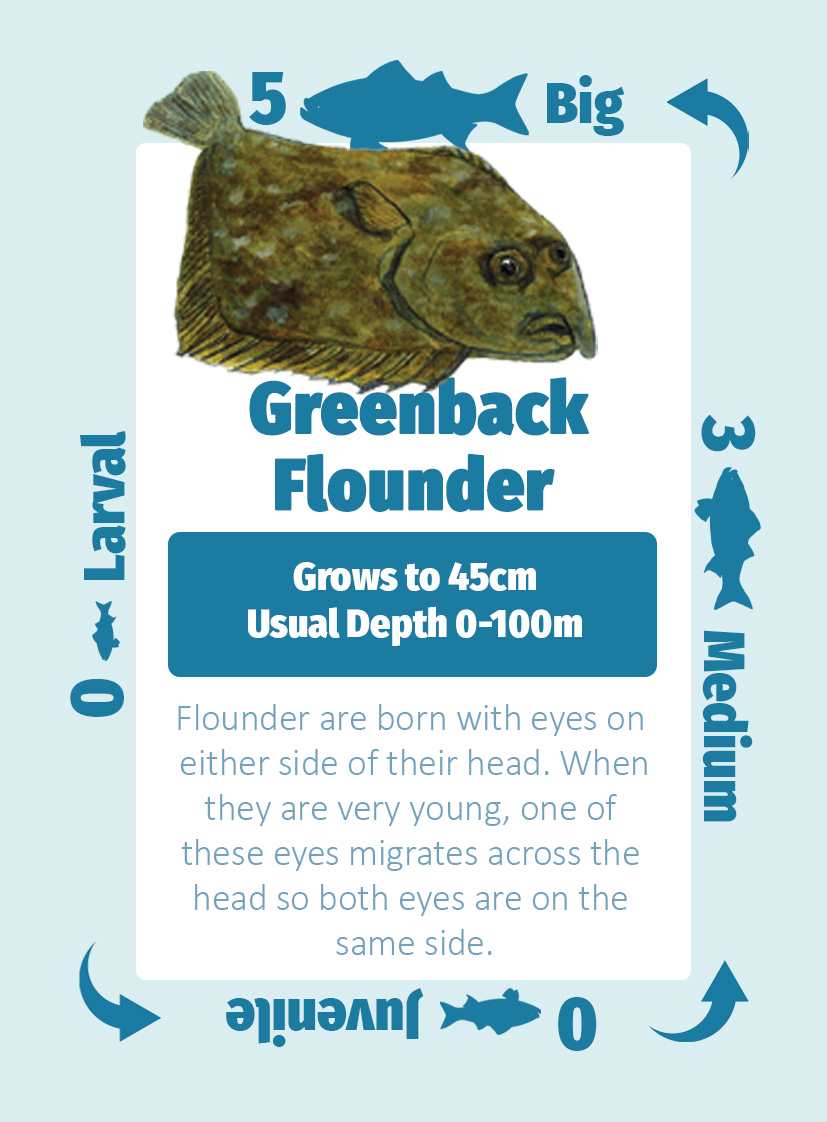 5 Big
Greenback
Flounder
Grows to 45cm
Usual Depth 0-100m
Flounder are born with eyes on
either side of their head. When
they are very young, one of
these eyes migrates across the
head so both eyes are on the
same side.
3 Medium
0 Juvenile
0 Larval